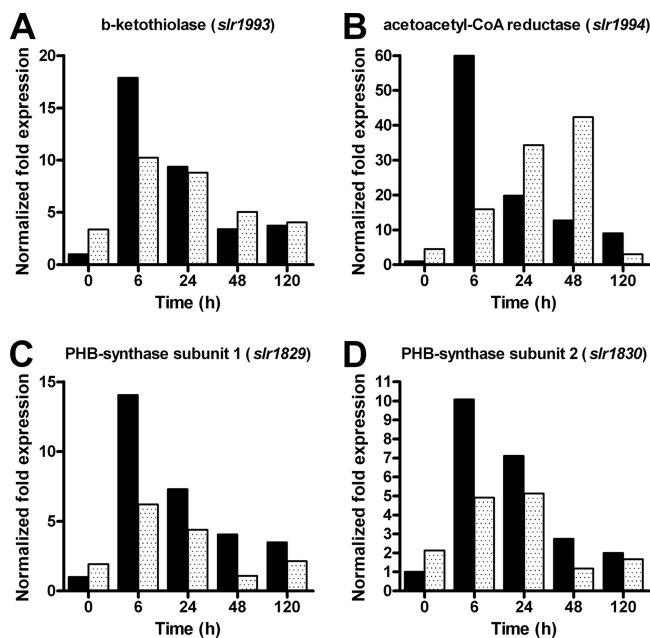 A
b-ketothiolase (slr1993)
Normalized fold expression
20
15
10
5
0
0 6 24 48 120
Time (h)
B
acetoacetyl-CoA reductase (slr1994)
Normalized fold expression
60
50
40
30
20
10
0
0 6 24 48 120
Time (h)
C
PHB-synthase subunit 1 (slr1829)
Normalized fold expression
15
10
5
0
0 6 24 48 120
Time (h)
D
PHB-synthase subunit 2 (slr1830)
Normalized fold expression
11
10
9
8
7
6
5
4
3
2
1
0
0 6 24 48 120
Time (h)